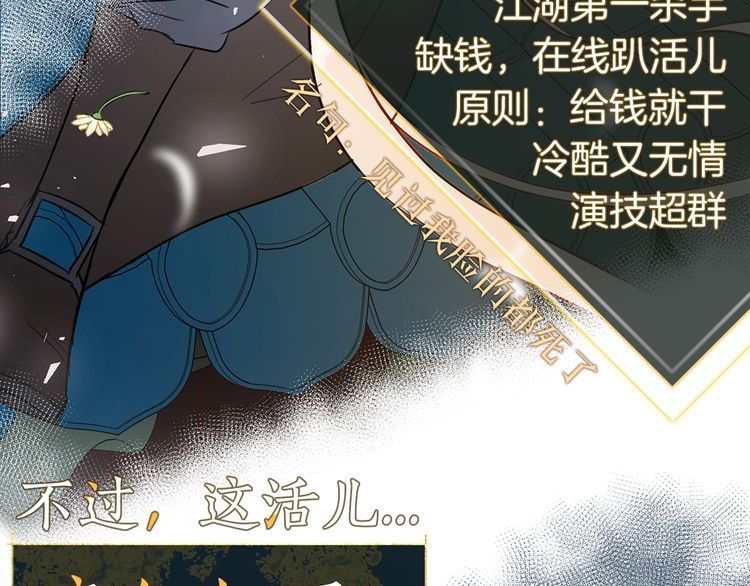 江湖第一杀手
缺钱，在线趴活儿
原则：给钱就干
冷酷又无情
演技超群
名句：见过我脸的都死了
不过，这活儿...